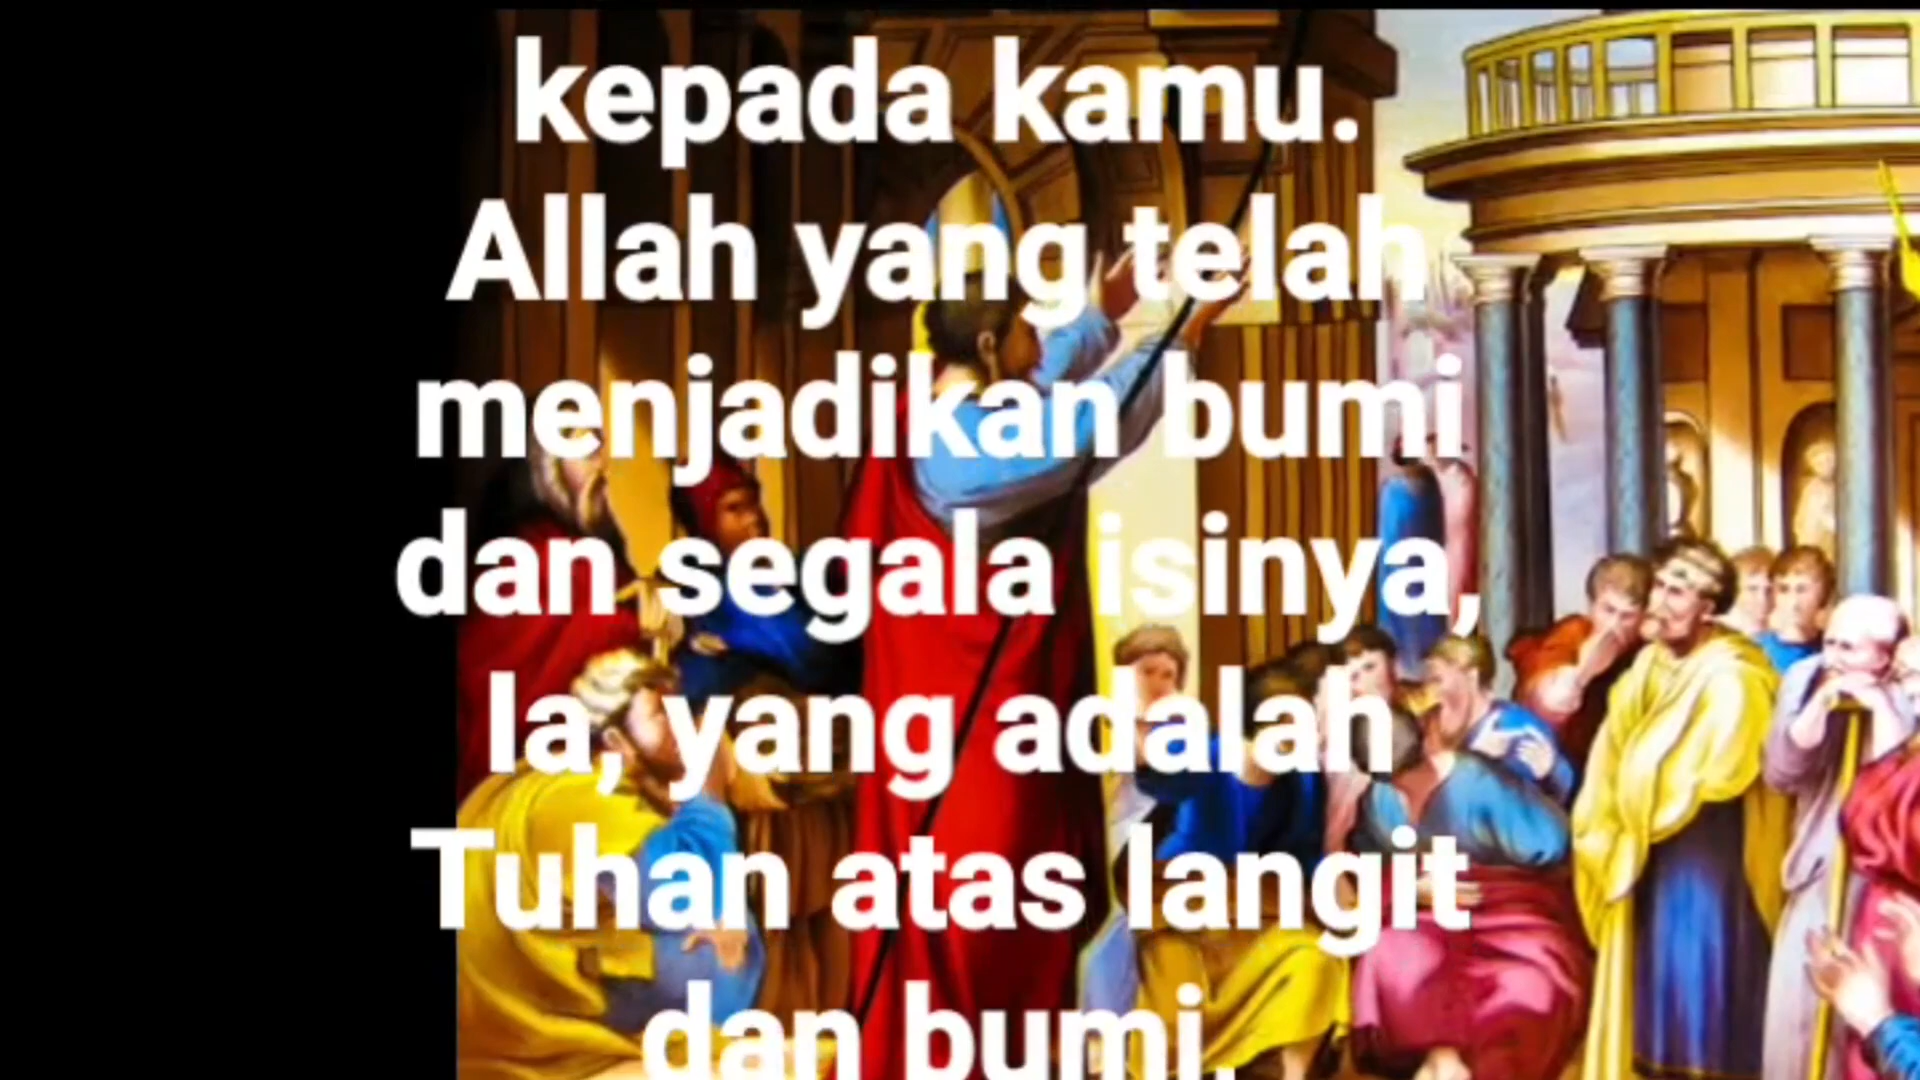 kepada kamu.
Allah yang telah
menjadikan bumi
dan segala isinya,
Ia, yang adalah
Tuhan atas langit
dan bumi,